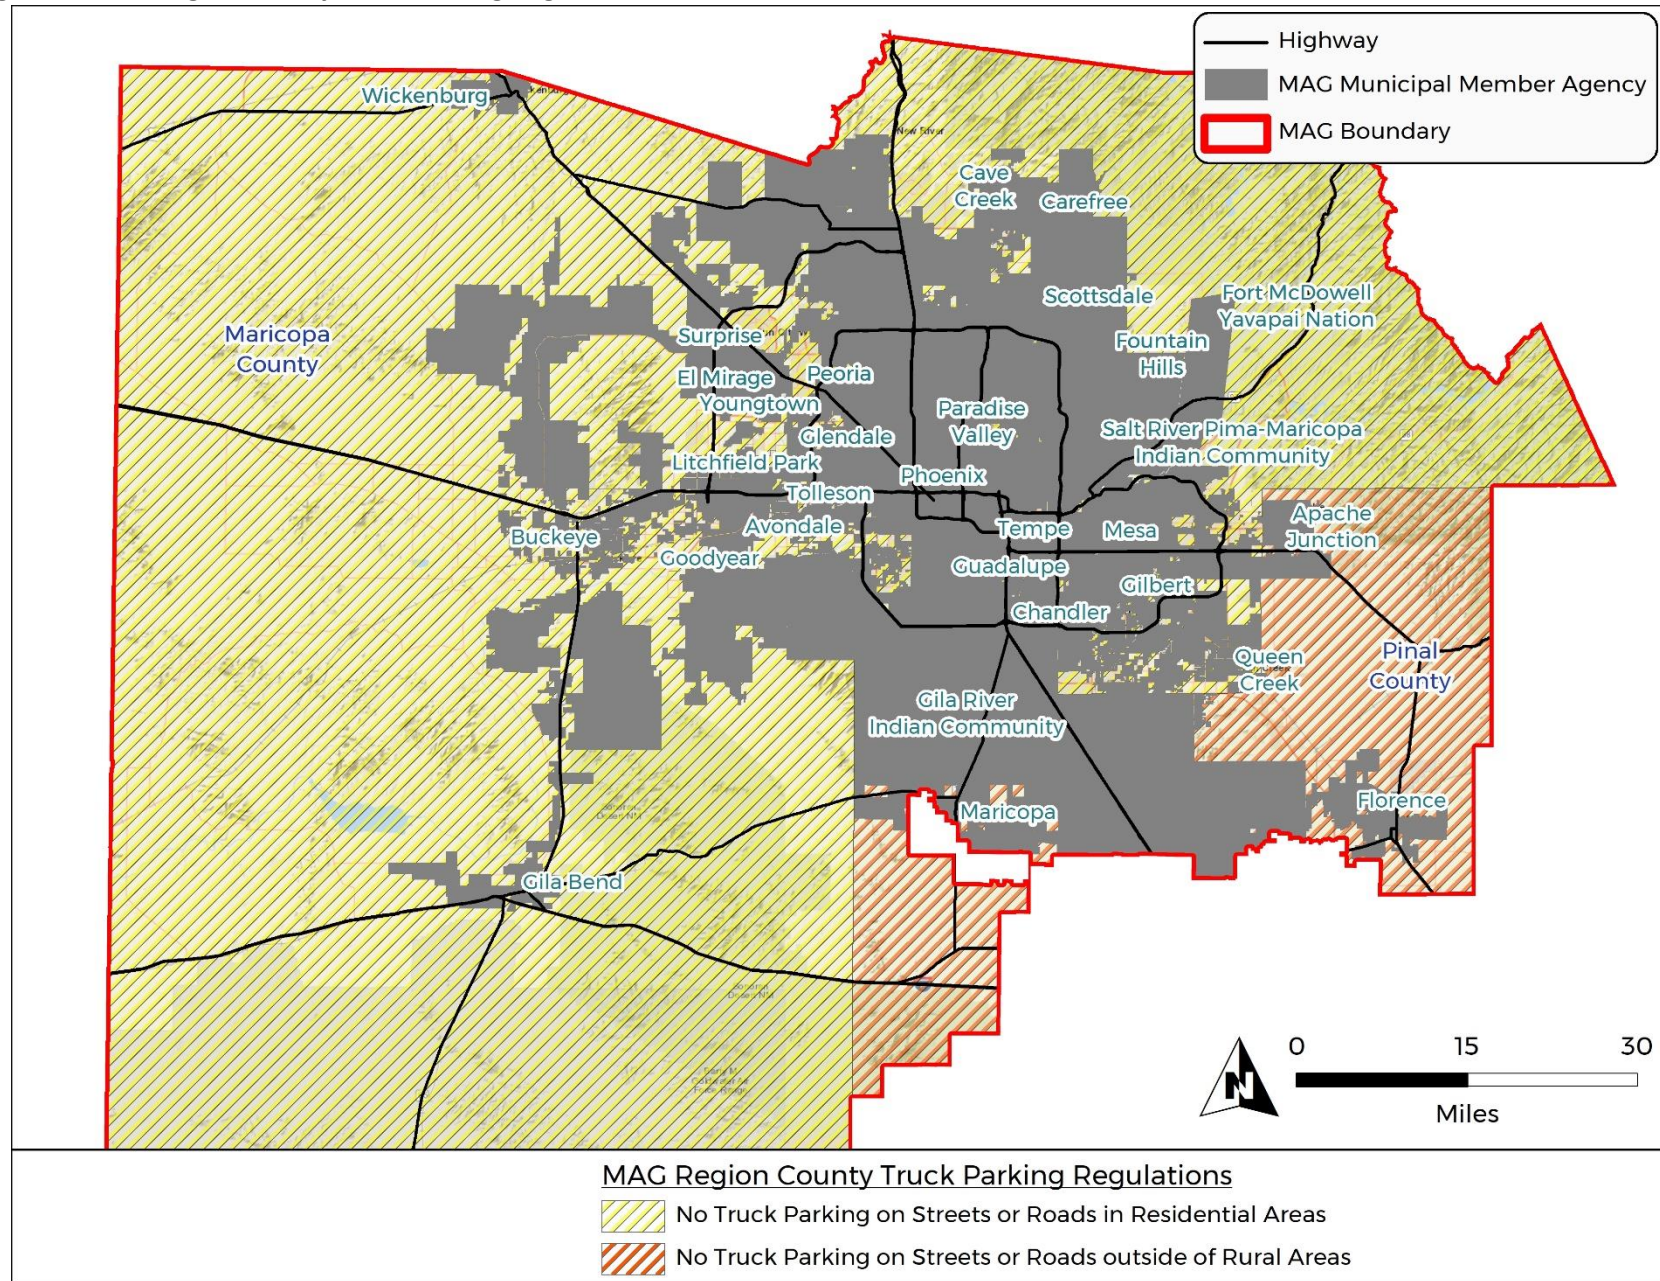 Highway
MAG Municipal Member Agency
MAG Boundary
Wickenburg
New River
Cave
Creek
Carefree
Scottsdale
Fort McDowell
Yavapai Nation
Maricopa
County
Surprise
Fountain
Hills
El Mirage
Peoria
Youngtown
Paradise
Valley
Glendale
Salt River Pima-Maricopa
Indian Community
Litchfield Park
Phoenix
Tolleson
Apache
Junction
Buckeye
Avondale
Tempe
Mesa
Goodyear
Guadalupe
Gilbert
Chandler
Queen
Creek
Pinal
County
Gila River
Indian Community
Maricopa
Florence
Gila Bend
N
0 15 30
Miles
MAG Region County Truck Parking Regulations
No Truck Parking on Streets or Roads in Residential Areas
No Truck Parking on Streets or Roads outside of Rural Areas